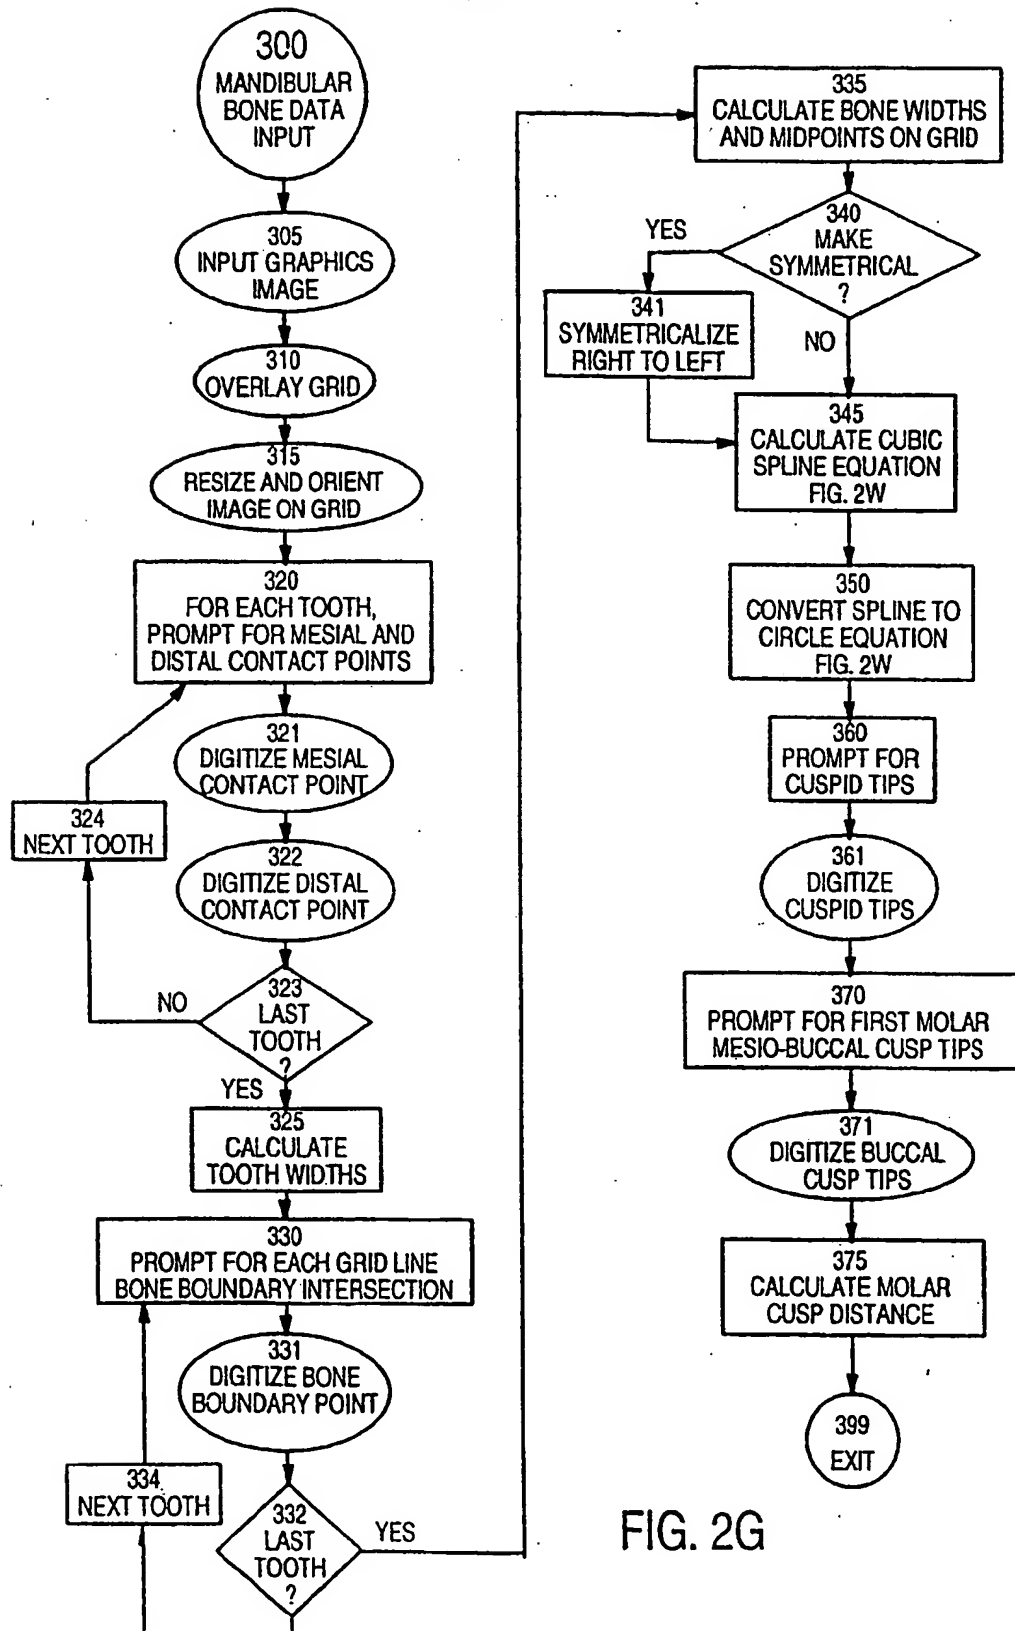 300
MANDIBULAR
BONE DATA
INPUT
305
INPUT GRAPHICS
IMAGE
310
OVERLAY GRID
315
RESIZE AND ORIENT
IMAGE ON GRID
320
FOR EACH TOOTH,
PROMPT FOR MESIAL AND
DISTAL CONTACT POINTS
321
DIGITIZE MESIAL
CONTACT POINT
324
NEXT TOOTH
322
DIGITIZE DISTAL
CONTACT POINT
NO
323
LAST
TOOTH
?
YES
325
CALCULATE
TOOTH WIDTHS
330
PROMPT FOR EACH GRID LINE
BONE BOUNDARY INTERSECTION
331
DIGITIZE BONE
BOUNDARY POINT
334
NEXT TOOTH
332
LAST
TOOTH
?
YES
335
CALCULATE BONE WIDTHS
AND MIDPOINTS ON GRID
340
MAKE
SYMMETRICAL
?
YES
341
SYMMETRICALIZE
RIGHT TO LEFT
NO
345
CALCULATE CUBIC
SPLINE EQUATION
FIG. 2W
350
CONVERT SPLINE TO
CIRCLE EQUATION
FIG. 2W
360
PROMPT FOR
CUSPID TIPS
361
DIGITIZE
CUSPID TIPS
370
PROMPT FOR FIRST MOLAR
MESIO-BUCCAL CUSP TIPS
371
DIGITIZE BUCCAL
CUSP TIPS
375
CALCULATE MOLAR
CUSP DISTANCE
399
EXIT
FIG. 2G